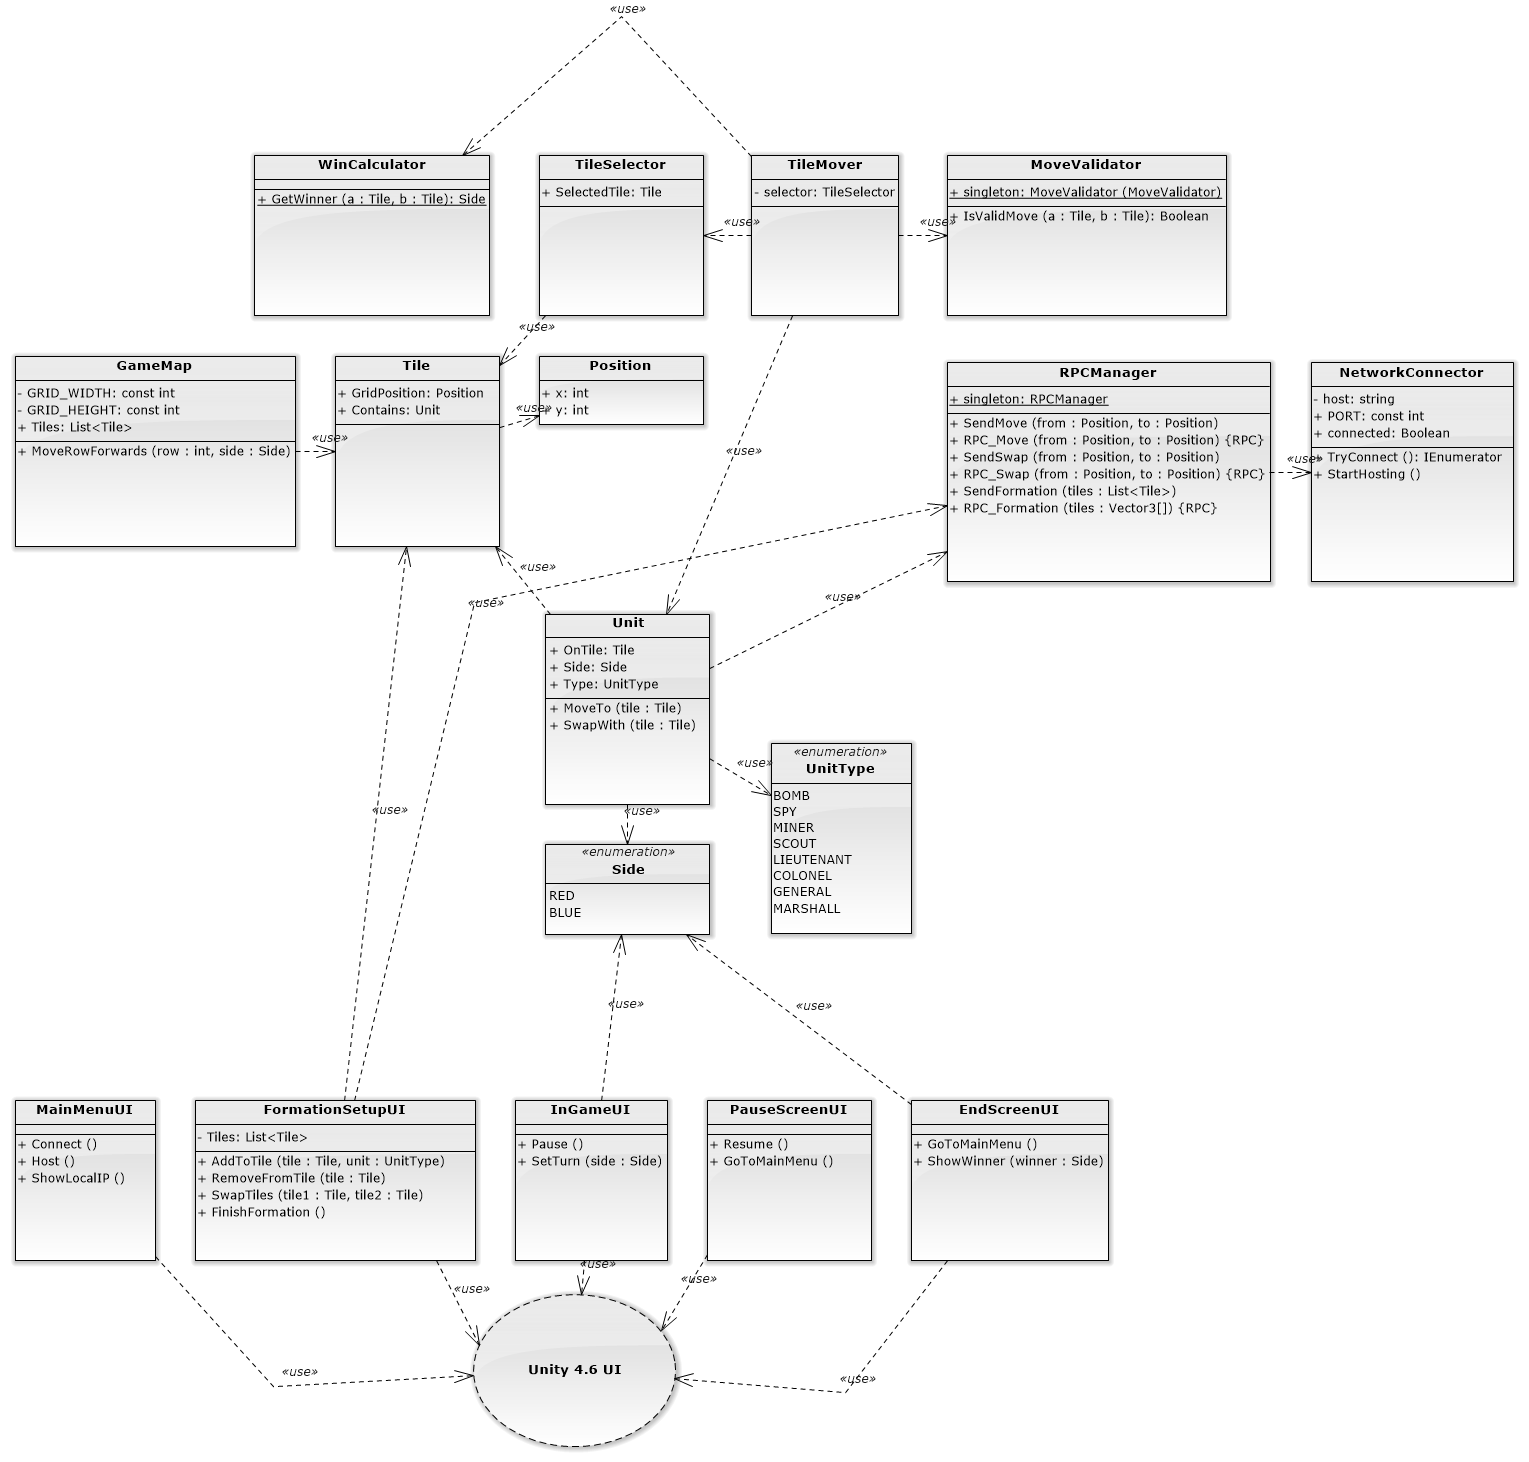 «use»
WinCalculator
+ GetWinner (a : Tile, b : Tile): Side
TileSelector
+ SelectedTile: Tile
«use»
TileMover
- selector: TileSelector
«use»
MoveValidator
+ singleton: MoveValidator (MoveValidator)
+ IsValidMove (a : Tile, b : Tile): Boolean
«use»
GameMap
- GRID_WIDTH: const int
- GRID_HEIGHT: const int
+ Tiles: List<Tile>
+ MoveRowForwards (row : int, side : Side)
«use»
Tile
+ GridPosition: Position
+ Contains: Unit
«use»
Position
+ x: int
+ y: int
«use»
RPCManager
+ singleton: RPCManager
+ SendMove (from : Position, to : Position)
+ RPC_Move (from : Position, to : Position) {RPC}
+ SendSwap (from : Position, to : Position)
+ RPC_Swap (from : Position, to : Position) {RPC}
+ SendFormation (tiles : List<Tile>)
+ RPC_Formation (tiles : Vector3[]) {RPC}
«use»
NetworkConnector
- host: string
+ PORT: const int
+ connected: Boolean
+ TryConnect (): IEnumerator
+ StartHosting ()
«use»
«use»
«use»
Unit
+ OnTile: Tile
+ Side: Side
+ Type: UnitType
+ MoveTo (tile : Tile)
+ SwapWith (tile : Tile)
«use»
«use»
«enumeration»
UnitType
BOMB
SPY
MINER
SCOUT
LIEUTENANT
COLONEL
GENERAL
MARSHALL
«use»
«use»
«enumeration»
Side
RED
BLUE
«use»
«use»
MainMenuUI
+ Connect ()
+ Host ()
+ ShowLocalIP ()
FormationSetupUI
- Tiles: List<Tile>
+ AddToTile (tile : Tile, unit : UnitType)
+ RemoveFromTile (tile : Tile)
+ SwapTiles (tile1 : Tile, tile2 : Tile)
+ FinishFormation ()
InGameUI
+ Pause ()
+ SetTurn (side : Side)
PauseScreenUI
+ Resume ()
+ GoToMainMenu ()
EndScreenUI
+ GoToMainMenu ()
+ ShowWinner (winner : Side)
«use»
«use»
«use»
«use»
«use»
Unity 4.6 UI